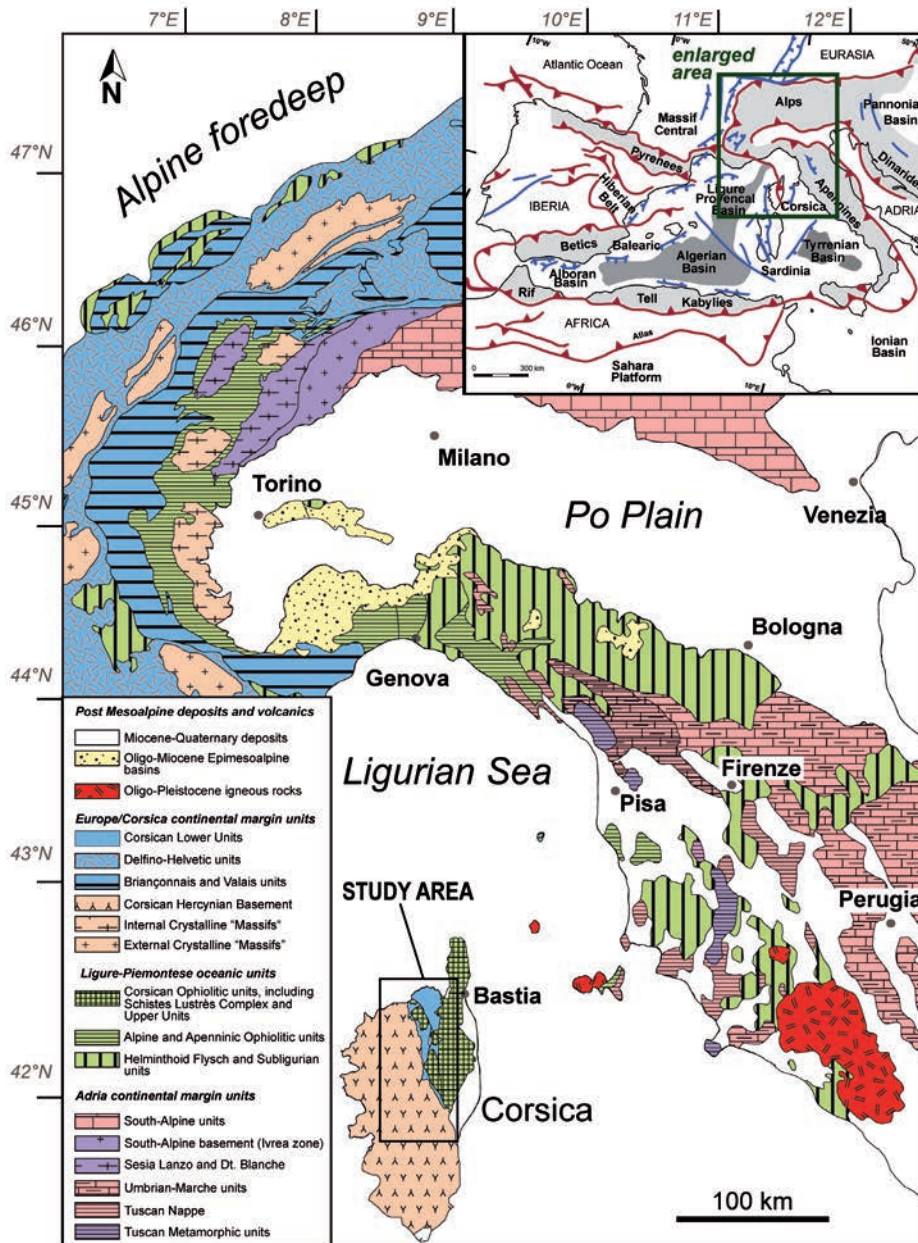 7°E
8°E
9°E
10°E
11°E
12°E
N
Alpine foredeep
47°N
46°N
45°N
44°N
43°N
42°N
10°W
0°W
50°N
enlarged
area
EURASIA
Atlantic Ocean
Massif
Central
Alps
Pannonian
Basin
Pyrenees
Hiberian
Belt
Ligure
Provencal
Basin
Corsica
Apennines
Dinarides
ADRIA
IBERIA
Betics
Balearic
Algerian
Basin
Tyrrenian
Basin
Sardinia
Alboran
Basin
Rif
Tell
Kabylies
AFRICA
Atlas
Sahara
Platform
Ionian
Basin
0
300 km
0°W
10°E
Milano
Torino
Po Plain
Venezia
Bologna
Genova
Ligurian Sea
Firenze
Pisa
Perugia
STUDY AREA
Bastia
Corsica
100 km
Post Mesoalpine deposits and volcanics
Miocene-Quaternary deposits
Oligo-Miocene Epimesoalpine
basins
Oligo-Pleistocene igneous rocks
Europe/Corsica continental margin units
Corsican Lower Units
Delfino-Helvetic units
Briançonnais and Valais units
Corsican Hercynian Basement
Internal Crystalline “Massifs”
External Crystalline “Massifs”
Ligure-Piemontese oceanic units
Corsican Ophiolitic units, including
Schistes Lustrès Complex and
Upper Units
Alpine and Apenninic Ophiolitic units
Helminthoid Flysch and Subligurian
units
Adria continental margin units
South-Alpine units
South-Alpine basement (Ivrea zone)
Sesia Lanzo and Dt. Blanche
Umbrian-Marche units
Tuscan Nappe
Tuscan Metamorphic units